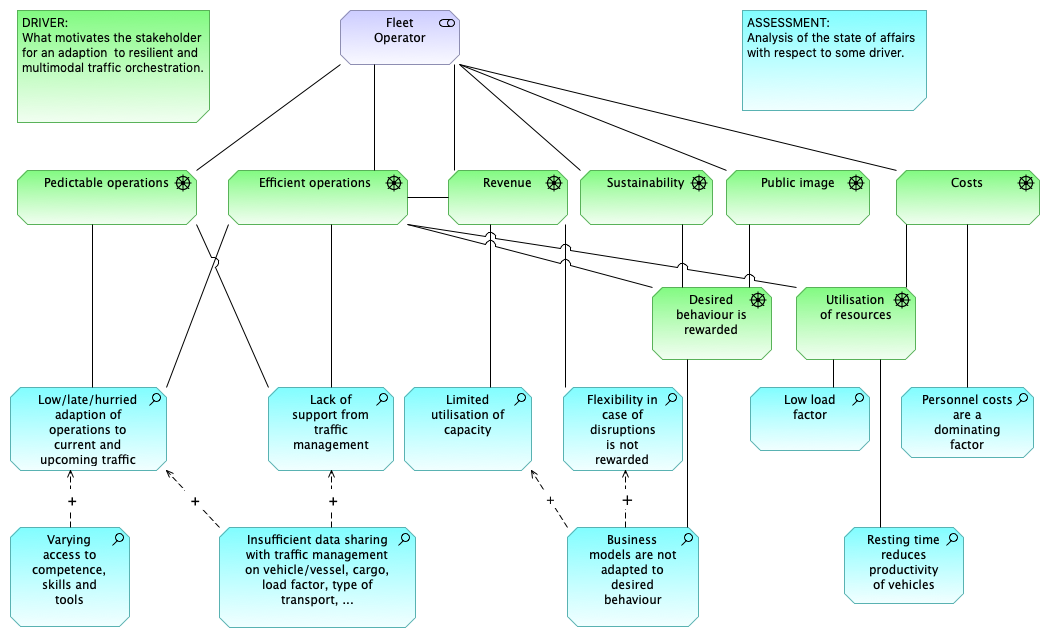 DRIVER:
What motivates the stakeholder
for an adaption to resilient and
multimodal traffic orchestration.
Fleet
Operator
ASSESSMENT:
Analysis of the state of affairs
with respect to some driver.
Pedictable operations
Efficient operations
Revenue
Sustainability
Public image
Costs
Desired
behaviour is
rewarded
Utilisation
of resources
Low/late/hurried
adaption of
operations to
current and
upcoming traffic
Lack of
support from
traffic
management
Limited
utilisation of
capacity
Flexibility in
case of
disruptions
is not
rewarded
Low load
factor
Personnel costs
are a
dominating
factor
+
+
+
+
+
Varying
access to
competence,
skills and
tools
Insufficient data sharing
with traffic management
on vehicle/vessel, cargo,
load factor, type of
transport, ...
Business
models are not
adapted to
desired
behaviour
Resting time
reduces
productivity
of vehicles